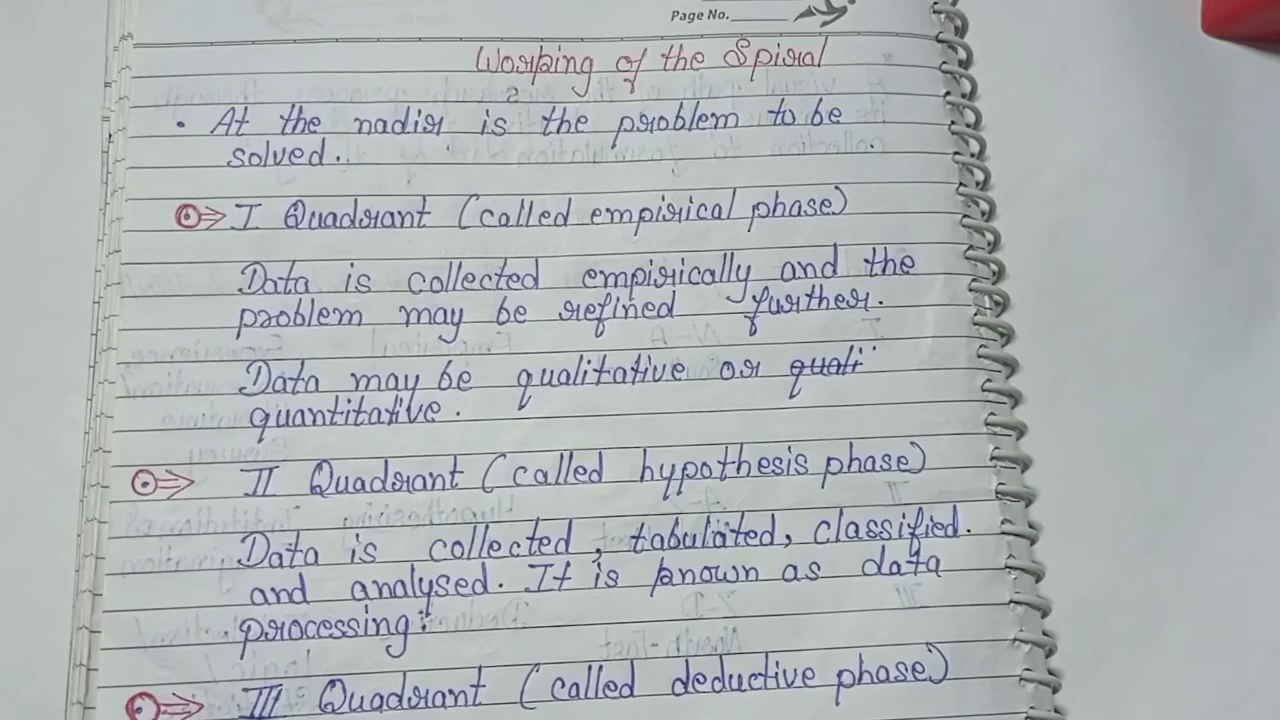 Page No.
Working of the Spiral
• At the nadir is the problem to be
solved.
⇒ I Quadrant (called empirical phase)
Data is collected empirically and the
problem may be refined further.
Data may be qualitative or quali
quantitative.
⇒ II Quadrant (called hypothesis phase)
Data is collected, tabulated, classified.
and analysed. It is known as data
processing:
⇒ III Quadrant (called deductive phase)